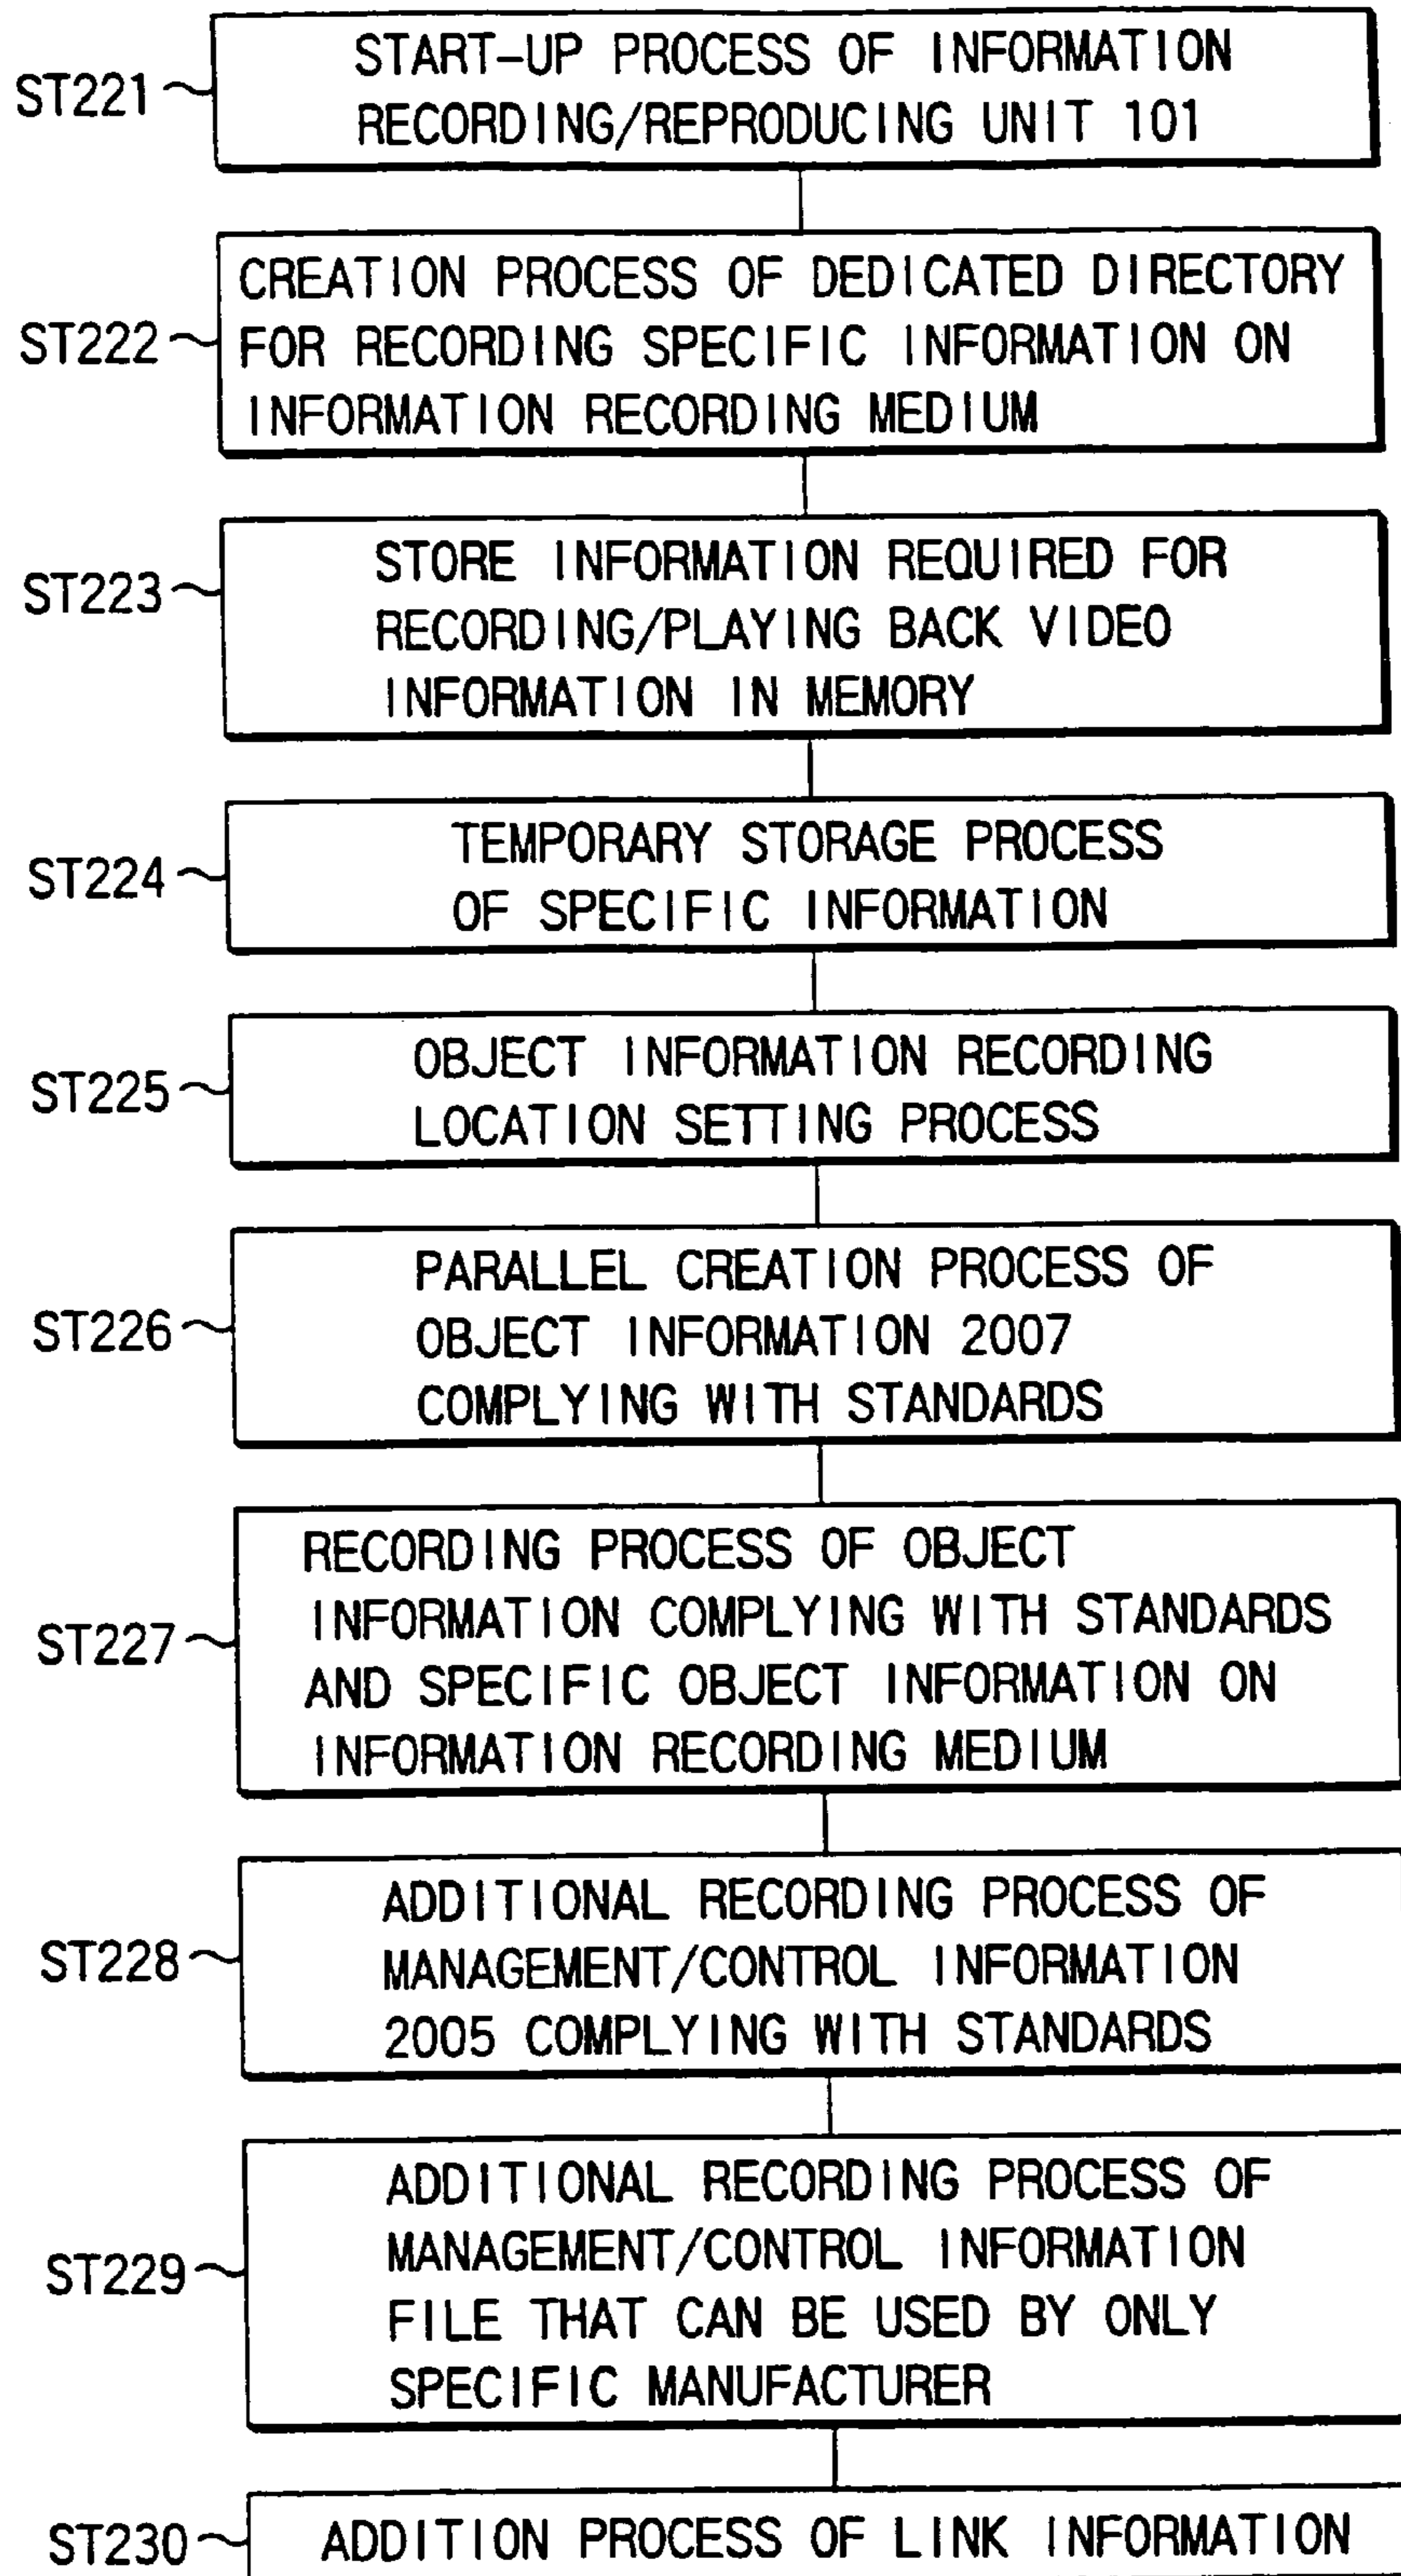 START-UP PROCESS OF INFORMATION
RECORDING/REPRODUCING UNIT 101
ST221
CREATION PROCESS OF DEDICATED DIRECTORY
FOR RECORDING SPECIFIC INFORMATION ON
INFORMATION RECORDING MEDIUM
ST222
STORE INFORMATION REQUIRED FOR
RECORDING/PLAYING BACK VIDEO
INFORMATION IN MEMORY
ST223
TEMPORARY STORAGE PROCESS
OF SPECIFIC INFORMATION
ST224
OBJECT INFORMATION RECORDING
LOCATION SETTING PROCESS
ST225
PARALLEL CREATION PROCESS OF
OBJECT INFORMATION 2007
COMPLYING WITH STANDARDS
ST226
RECORDING PROCESS OF OBJECT
INFORMATION COMPLYING WITH STANDARDS
AND SPECIFIC OBJECT INFORMATION ON
INFORMATION RECORDING MEDIUM
ST227
ADDITIONAL RECORDING PROCESS OF
MANAGEMENT/CONTROL INFORMATION
2005 COMPLYING WITH STANDARDS
ST228
ADDITIONAL RECORDING PROCESS OF
MANAGEMENT/CONTROL INFORMATION
FILE THAT CAN BE USED BY ONLY
SPECIFIC MANUFACTURER
ST229
ADDITION PROCESS OF LINK INFORMATION
ST230